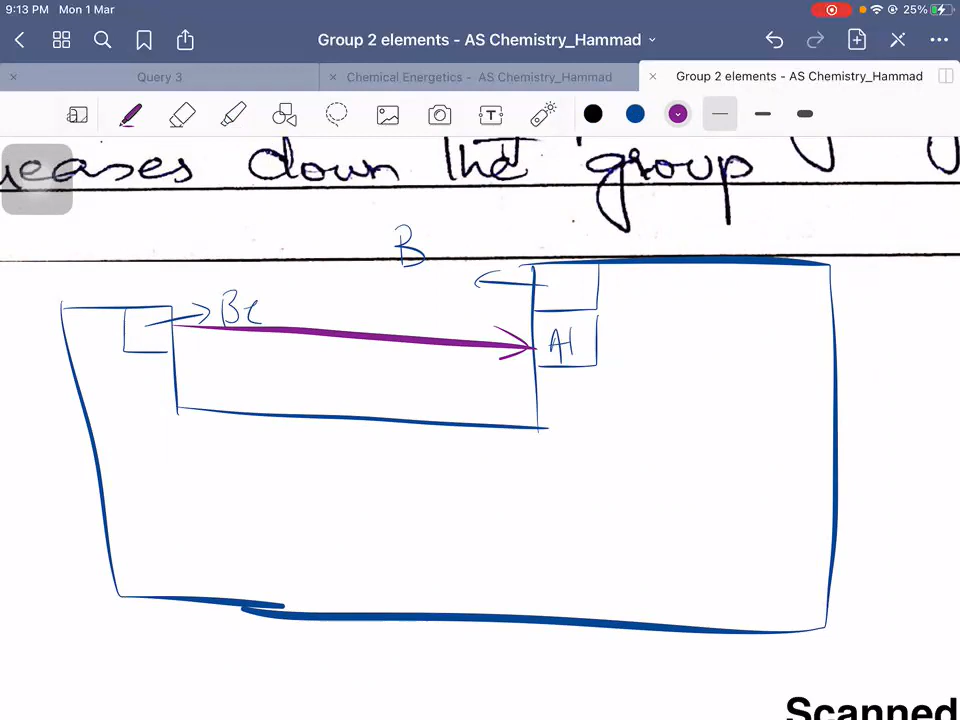 9:13 PM Mon 1 Mar
25%
Group 2 elements - AS Chemistry_Hammad
Query 3
Chemical Energetics - AS Chemistry_Hammad
Group 2 elements - AS Chemistry_Hammad
down the group
B
Be
Al
Scanned